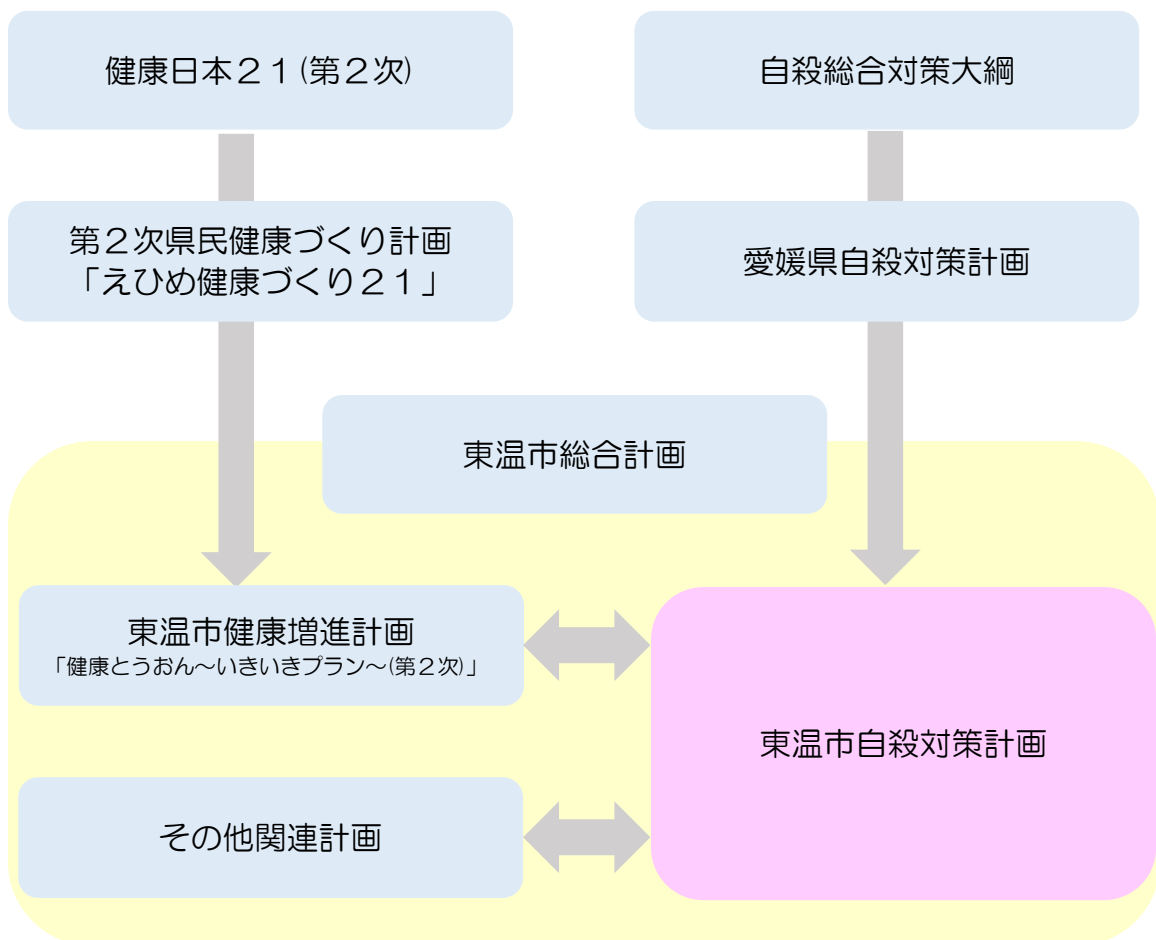 健康日本２１(第２次)
自殺総合対策大綱
第２次県民健康づくり計画
「えひめ健康づくり２１」
愛媛県自殺対策計画
東温市総合計画
東温市健康増進計画
「健康とうおん～いきいきプラン～(第２次)」
東温市自殺対策計画
その他関連計画